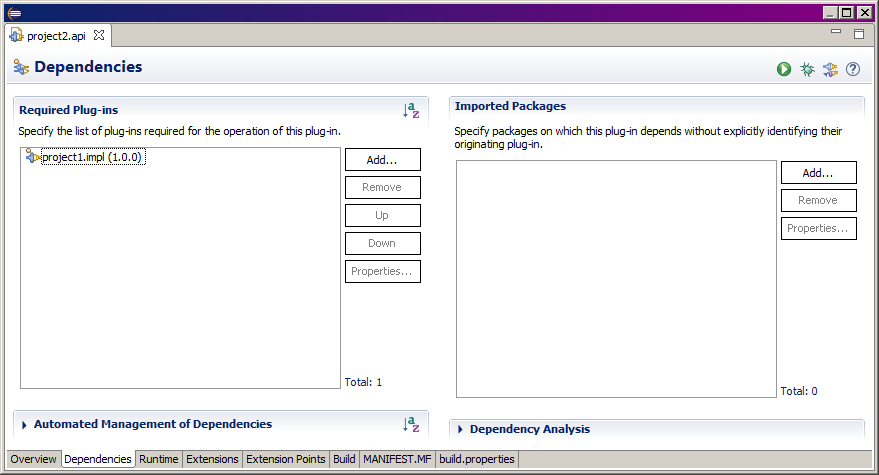 project2.api
Dependencies
Required Plug-ins
Specify the list of plug-ins required for the operation of this plug-in.
project1.impl (1.0.0)
Add...
Remove
Up
Down
Properties...
Total: 1
Automated Management of Dependencies
Imported Packages
Specify packages on which this plug-in depends without explicitly identifying their
originating plug-in.
Add...
Remove
Properties...
Total: 0
Dependency Analysis
Overview Dependencies Runtime Extensions Extension Points Build MANIFEST.MF build.properties